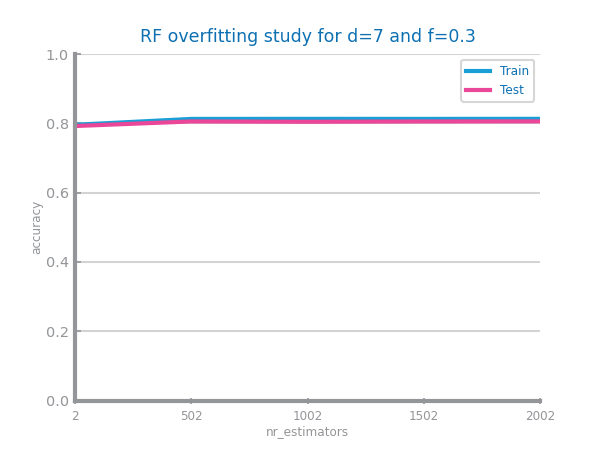 RF overfitting study for d=7 and f=0.3
1.0
0.8
0.6
0.4
0.2
0.0
accuracy
Train
Test
2 502 1002 1502 2002
nr_estimators